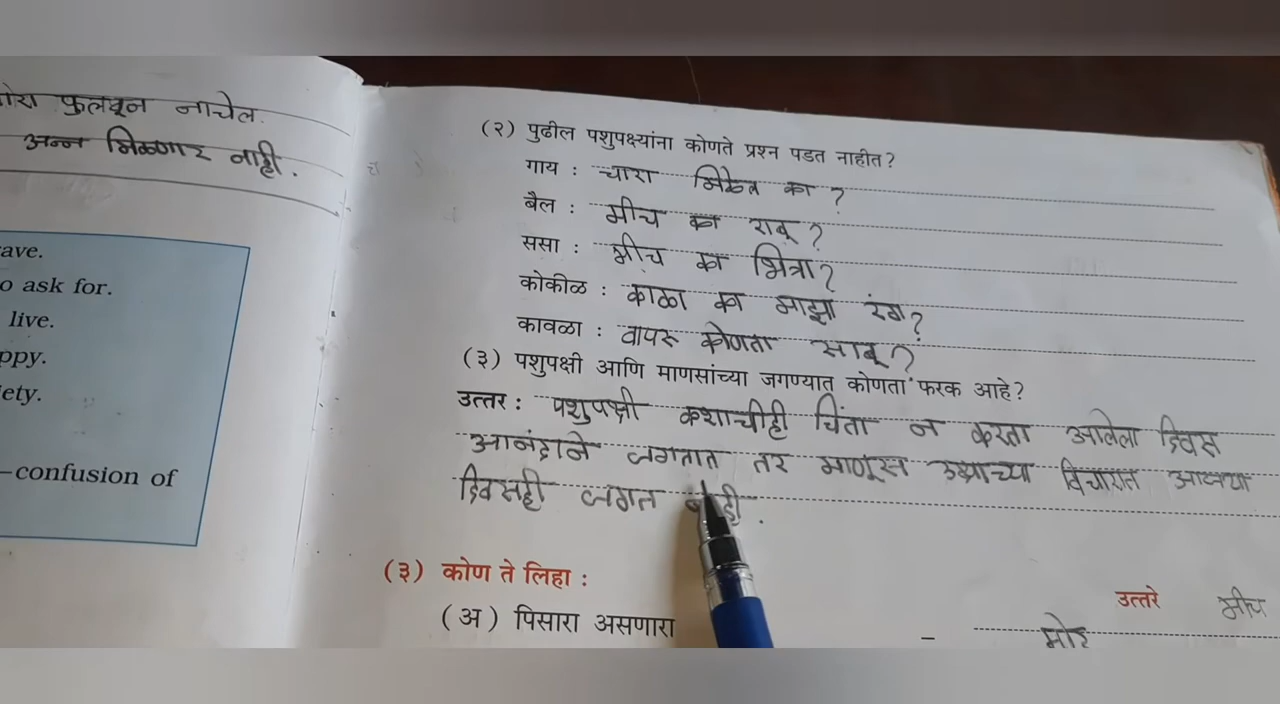 मोरा फुलवून नाचेल.
अन्न मिळणार नाही.
ave.
o ask for.
live.
ppy.
ety.
–confusion of
(२) पुढील पशुपक्ष्यांना कोणते प्रश्न पडत नाहीत?
गाय : चारा मिळेल का ?
बैल : मीच का राबू ?
ससा : मीच का भित्रा?
कोकीळ : काळा का माझा रंग?
कावळा : वापरू कोणता साबू?
(३) पशुपक्षी आणि माणसांच्या जगण्यात कोणता फरक आहे?
उत्तर : पशुपक्षी कशाचीही चिंता न करता आलेला दिवस
आनंदाने जगतात तर माणूस उद्याच्या विचारात आजचा
दिवसही जगत नाही.
(३) कोण ते लिहा :
उत्तरे मीच
(अ) पिसारा असणारा – मोर